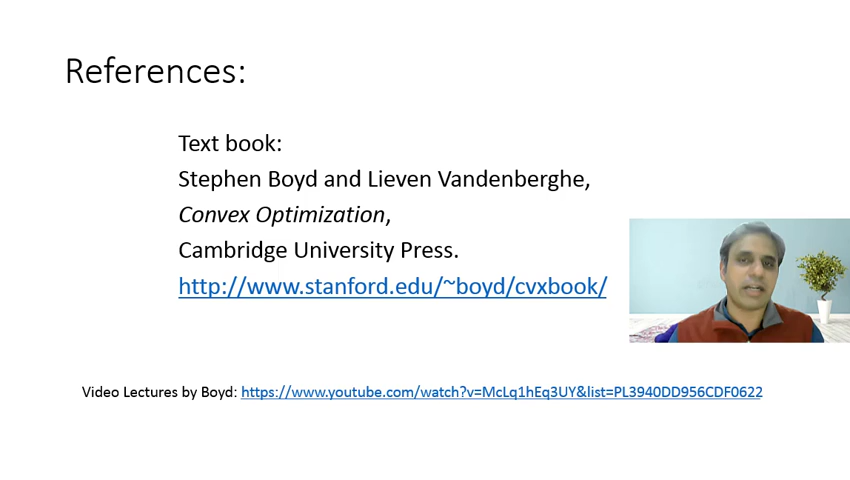 References:
Text book:
Stephen Boyd and Lieven Vandenberghe,
Convex Optimization,
Cambridge University Press.
http://www.stanford.edu/~boyd/cvxbook/
Video Lectures by Boyd: https://www.youtube.com/watch?v=McLq1hEq3UY&list=PL3940DD956CDF0622